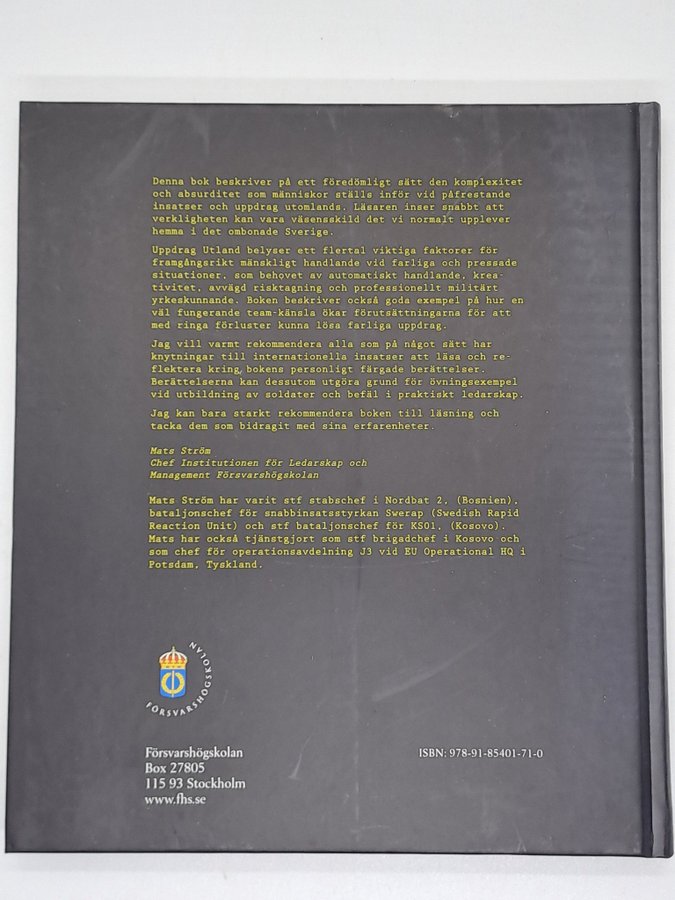 Denna bok beskriver på ett föredömligt sätt den komplexitet
och absurditet som människor ställs inför vid påfrestande
insatser och uppdrag utomlands. Läsaren inser snabbt att
verkligheten kan vara väsensskild det vi normalt upplever
hemma i det ombonade Sverige.
Uppdrag Utland belyser ett flertal viktiga faktorer för
framgångsrikt mänskligt handlande vid farliga och pressade
situationer, som behovet av automatiskt handlande, krea-
tivitet, avvägd risktagning och professionellt militärt
yrkeskunnande. Boken beskriver också goda exempel på hur en
väl fungerande team-känsla ökar förutsättningarna för att
med ringa förluster kunna lösa farliga uppdrag.
Jag vill varmt rekommendera alla som på något sätt har
knytningar till internationella insatser att läsa och re-
flektera kring bokens personligt färgade berättelser.
Berättelserna kan dessutom utgöra grund för övningsexempel
vid utbildning av soldater och befäl i praktiskt ledarskap.
Jag kan bara starkt rekommendera boken till läsning och
tacka dem som bidragit med sina erfarenheter.
Mats Ström
Chef Institutionen för Ledarskap och
Management Försvarshögskolan
Mats Ström har varit stf stabschef i Nordbat 2, (Bosnien),
bataljonschef för snabbinsatsstyrkan Swerap (Swedish Rapid
Reaction Unit) och stf bataljonschef för KS01, (Kosovo).
Mats har också tjänstgjort som stf brigadchef i Kosovo och
som chef för operationsavdelning J3 vid EU Operational HQ i
Potsdam, Tyskland.
FÖRSVARSHÖGSKOLAN
Försvarshögskolan
Box 27805
115 93 Stockholm
www.fhs.se
ISBN: 978-91-85401-71-0